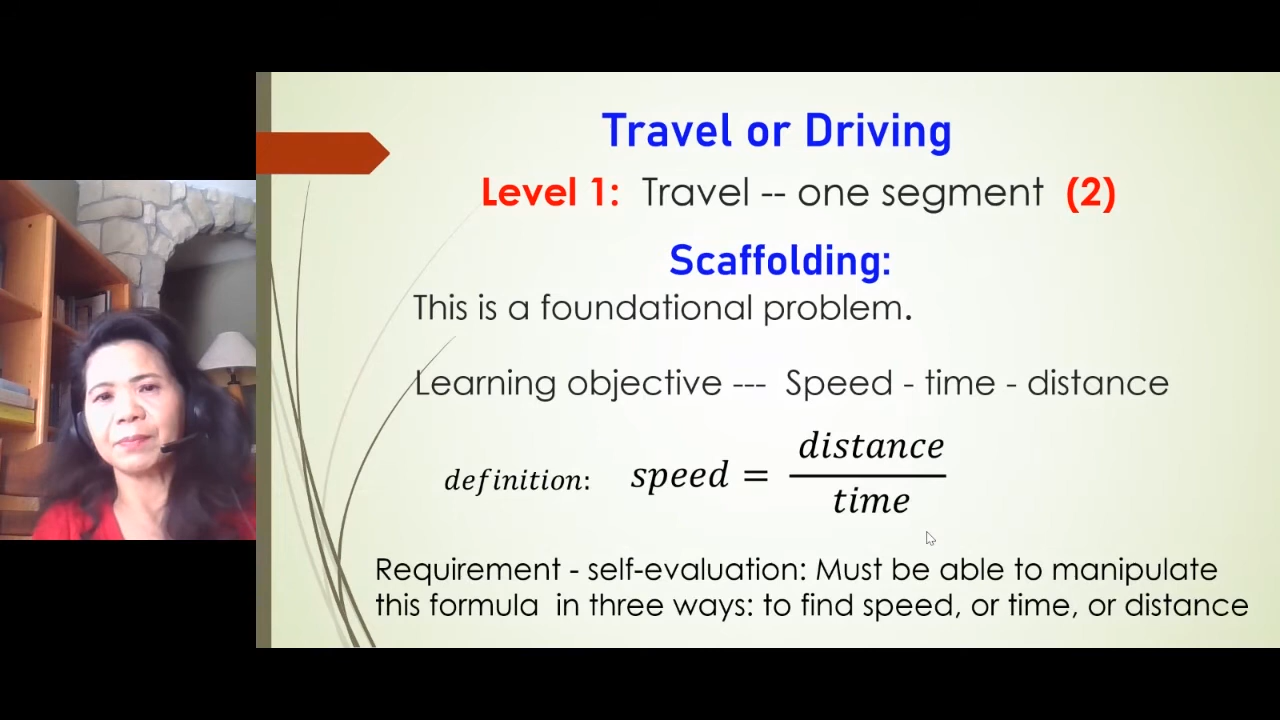 Travel or Driving
Level 1: Travel -- one segment (2)
Scaffolding:
This is a foundational problem.
Learning objective --- Speed - time - distance
definition: speed = distance
time
Requirement - self-evaluation: Must be able to manipulate
this formula in three ways: to find speed, or time, or distance